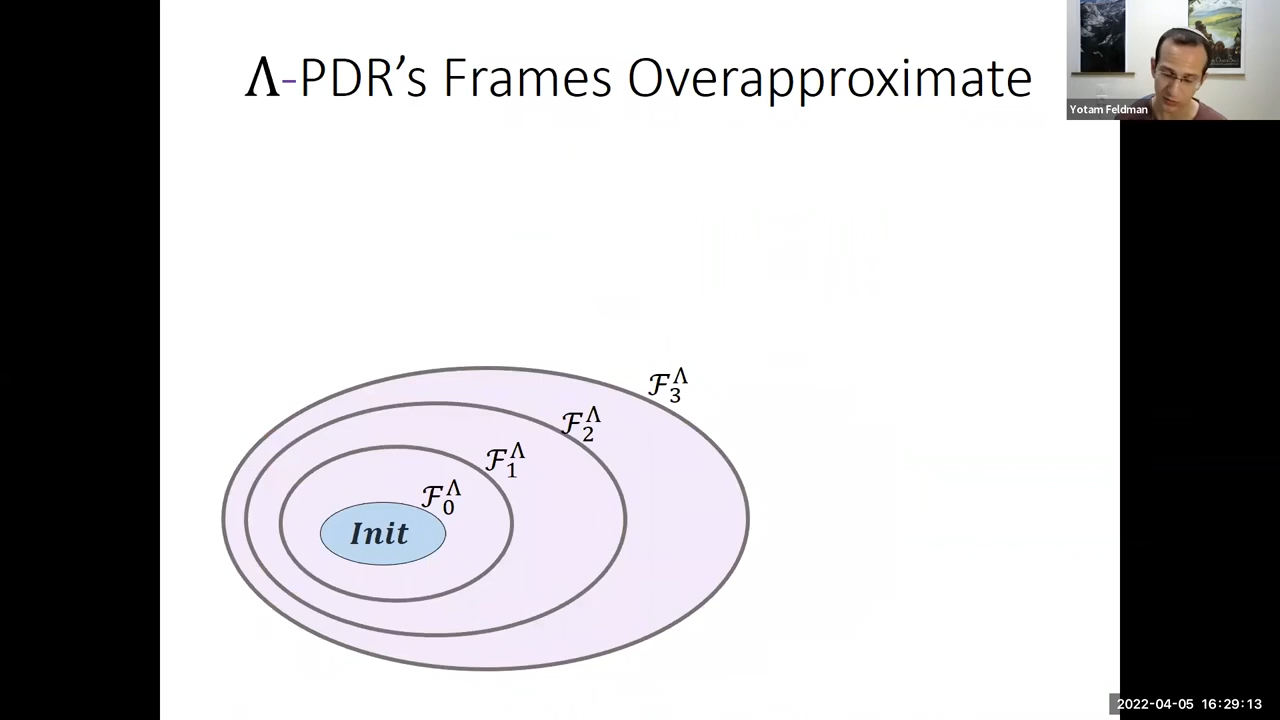 Λ-PDR’s Frames Overapproximate
Yotam Feldman
ℱ₃^Λ
ℱ₂^Λ
ℱ₁^Λ
ℱ₀^Λ
Init
2022-04-05 16:29:13